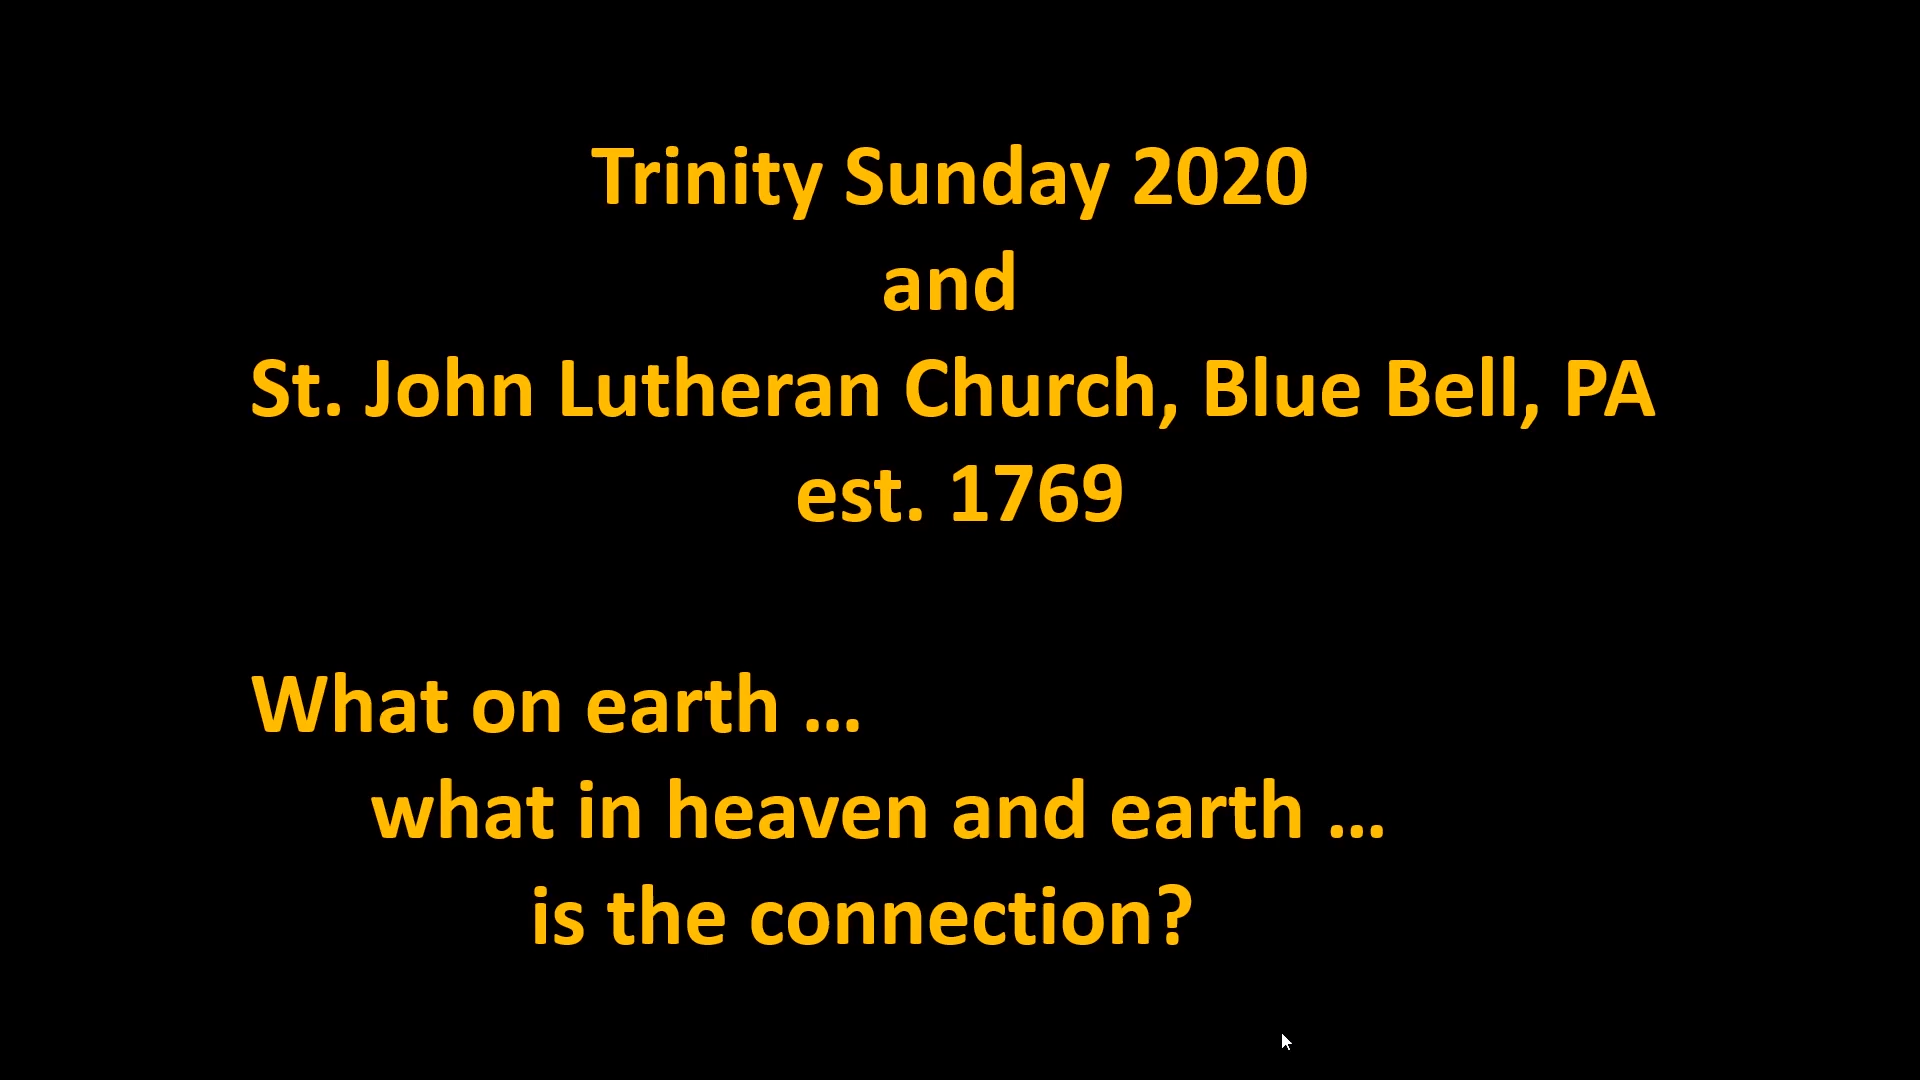 Trinity Sunday 2020
and
St. John Lutheran Church, Blue Bell, PA
est. 1769
What on earth ...
what in heaven and earth ...
is the connection?